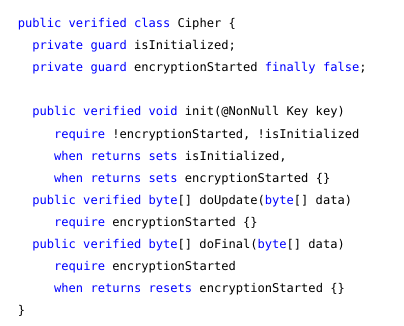 public verified class Cipher {
  private guard isInitialized;
  private guard encryptionStarted finally false;

  public verified void init(@NonNull Key key)
     require !encryptionStarted, !isInitialized
     when returns sets isInitialized,
     when returns sets encryptionStarted {}
  public verified byte[] doUpdate(byte[] data)
     require encryptionStarted {}
  public verified byte[] doFinal(byte[] data)
     require encryptionStarted
     when returns resets encryptionStarted {}
}